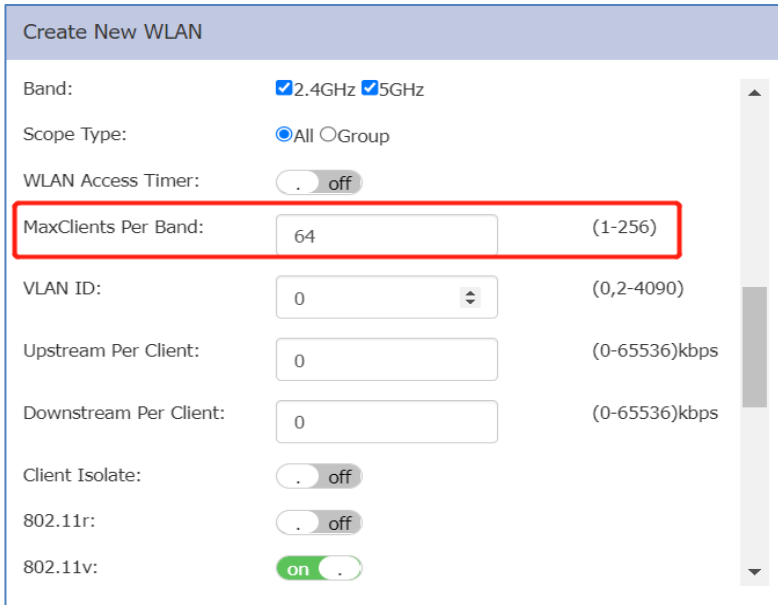 Create New WLAN
Band: 2.4GHz 5GHz
Scope Type: All Group
WLAN Access Timer: . off
MaxClients Per Band: 64 (1-256)
VLAN ID: 0 (0,2-4090)
Upstream Per Client: 0 (0-65536)kbps
Downstream Per Client: 0 (0-65536)kbps
Client Isolate: . off
802.11r: . off
802.11v: on .